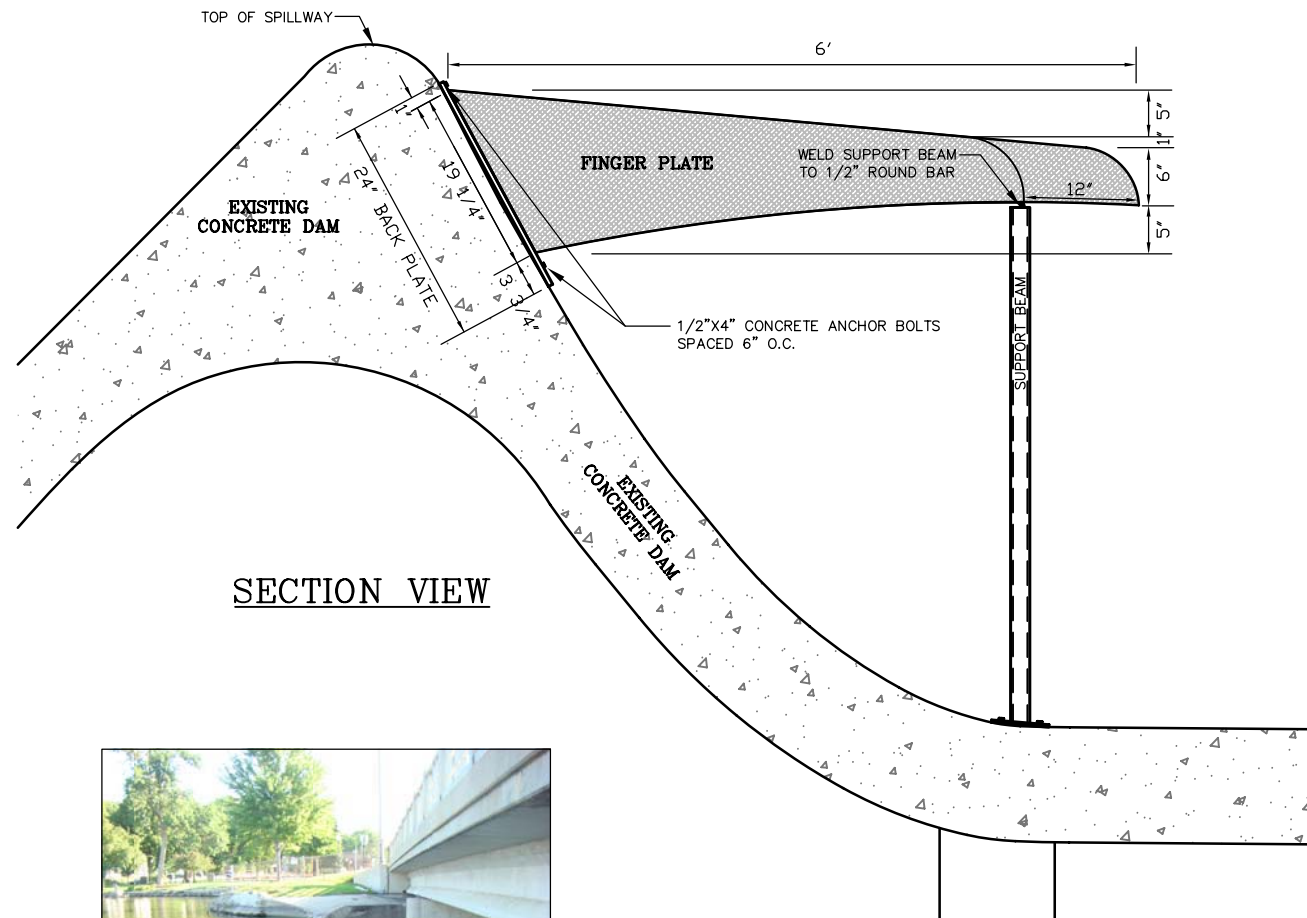 TOP OF SPILLWAY
6'
5"
1"
6"
5"
12"
1"
19 1/4"
24" BACK PLATE
3 3/4"
FINGER PLATE
WELD SUPPORT BEAM
TO 1/2" ROUND BAR
EXISTING
CONCRETE DAM
1/2"X4" CONCRETE ANCHOR BOLTS
SPACED 6" O.C.
SUPPORT BEAM
EXISTING
CONCRETE DAM
SECTION VIEW